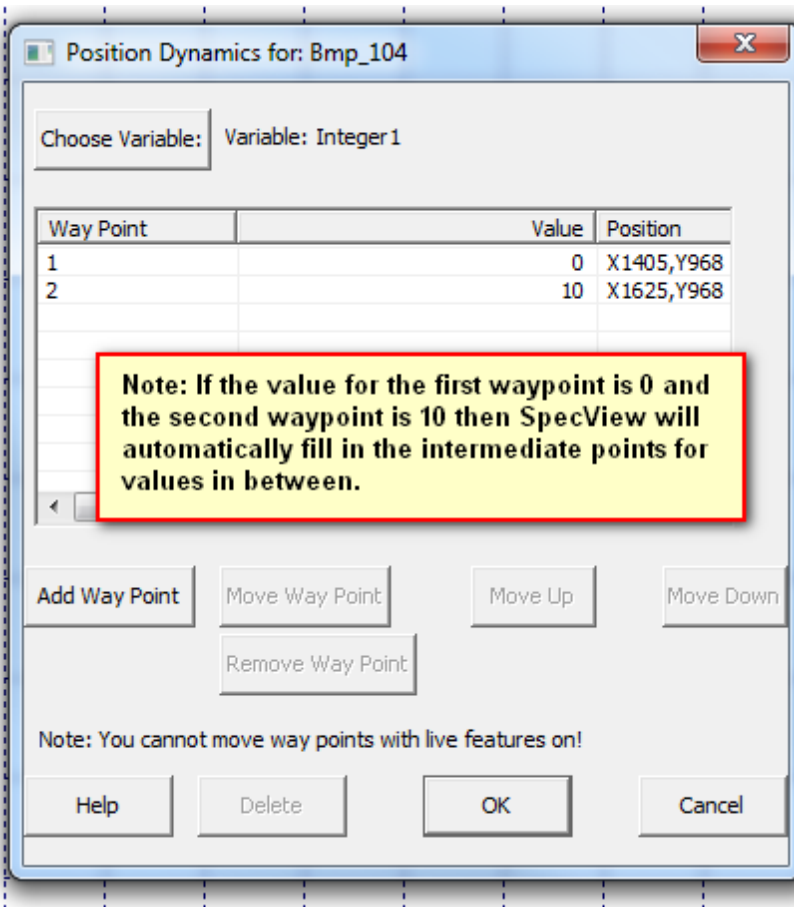 Position Dynamics for: Bmp_104
Choose Variable: Variable: Integer1
Way Point Value Position
1 0 X1405,Y968
2 10 X1625,Y968
Note: If the value for the first waypoint is 0 and
the second waypoint is 10 then SpecView will
automatically fill in the intermediate points for
values in between.
Add Way Point Move Way Point Move Up Move Down
Remove Way Point
Note: You cannot move way points with live features on!
Help Delete OK Cancel